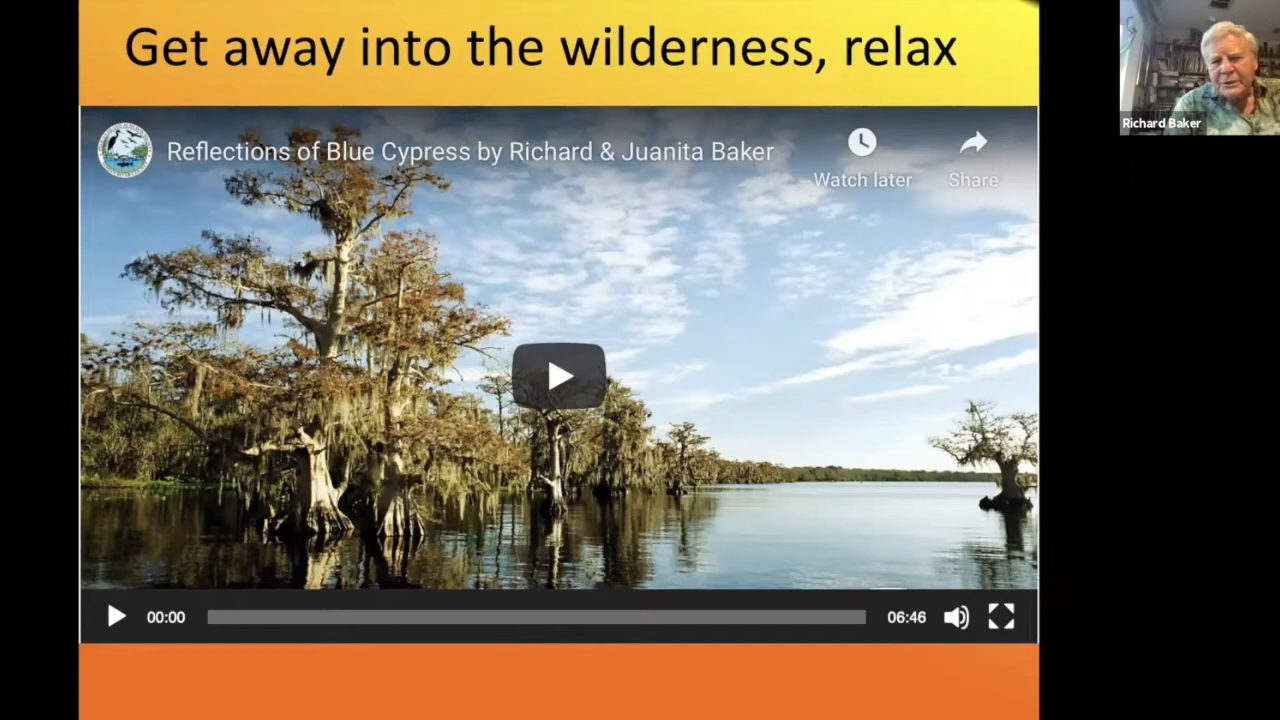 Get away into the wilderness, relax
Richard Baker
Reflections of Blue Cypress by Richard & Juanita Baker
Watch later
Share
00:00
06:46